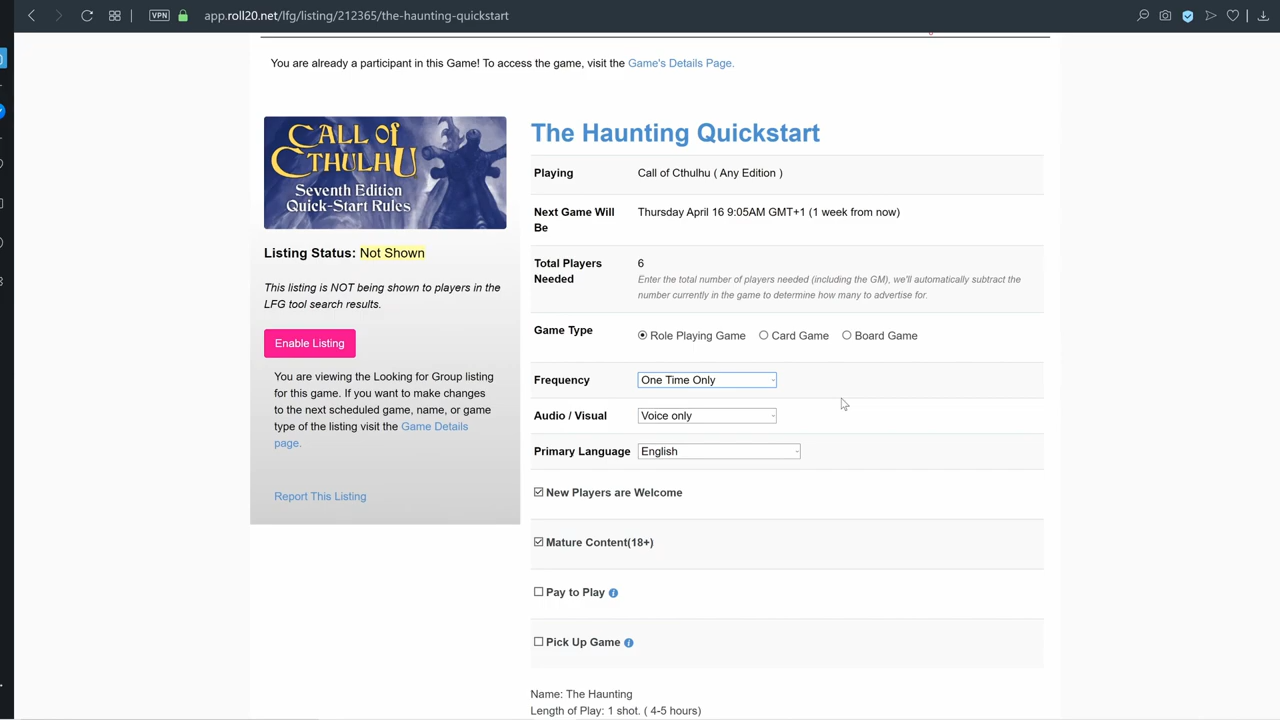 VPN
app.roll20.net/lfg/listing/212365/the-haunting-quickstart
You are already a participant in this Game! To access the game, visit the Game's Details Page.
CALL of
CTHULHU
Seventh Edition
Quick-Start Rules
Listing Status: Not Shown
This listing is NOT being shown to players in the
LFG tool search results.
Enable Listing
You are viewing the Looking for Group listing
for this game. If you want to make changes
to the next scheduled game, name, or game
type of the listing visit the Game Details
page.
Report This Listing
The Haunting Quickstart
Playing Call of Cthulhu ( Any Edition )
Next Game Will Thursday April 16 9:05AM GMT+1 (1 week from now)
Be
Total Players 6
Needed Enter the total number of players needed (including the GM), we'll automatically subtract the
number currently in the game to determine how many to advertise for.
Game Type Role Playing Game Card Game Board Game
Frequency One Time Only
Audio / Visual Voice only
Primary Language English
New Players are Welcome
Mature Content(18+)
Pay to Play
Pick Up Game
Name: The Haunting
Length of Play: 1 shot. ( 4-5 hours)